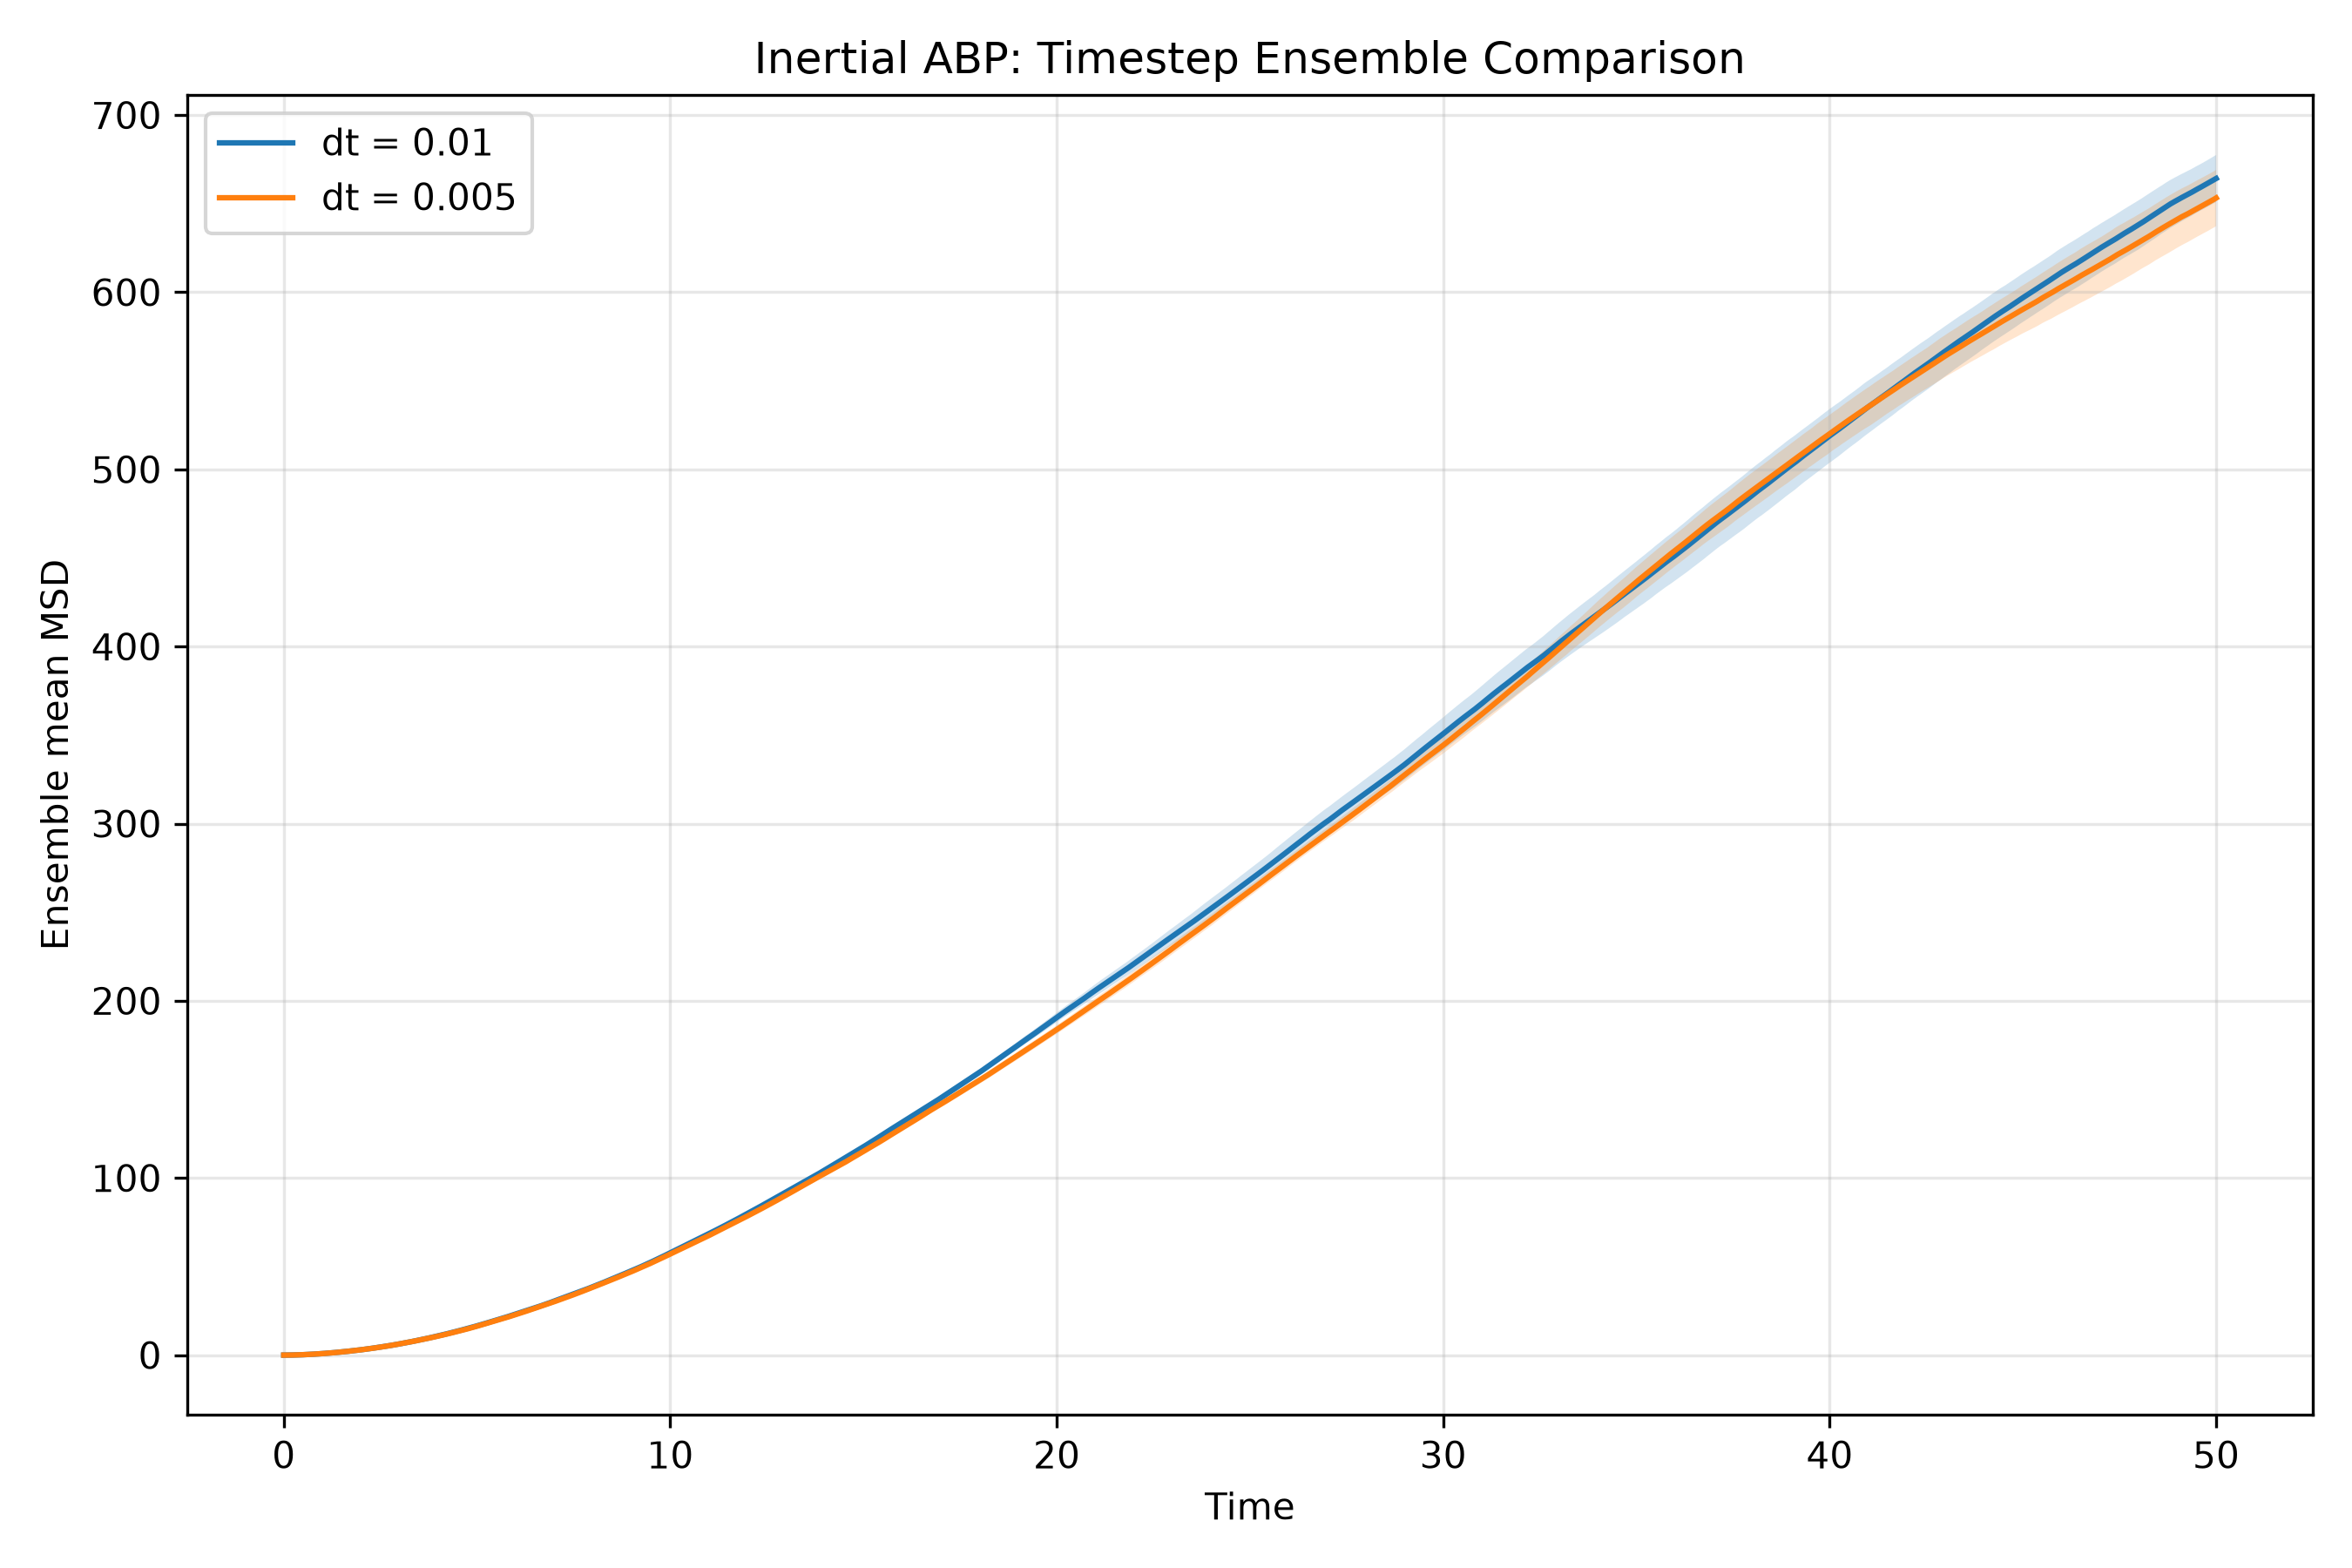 Inertial ABP: Timestep Ensemble Comparison
dt = 0.01
dt = 0.005
Ensemble mean MSD
700
600
500
400
300
200
100
0
0 10 20 30 40 50
Time